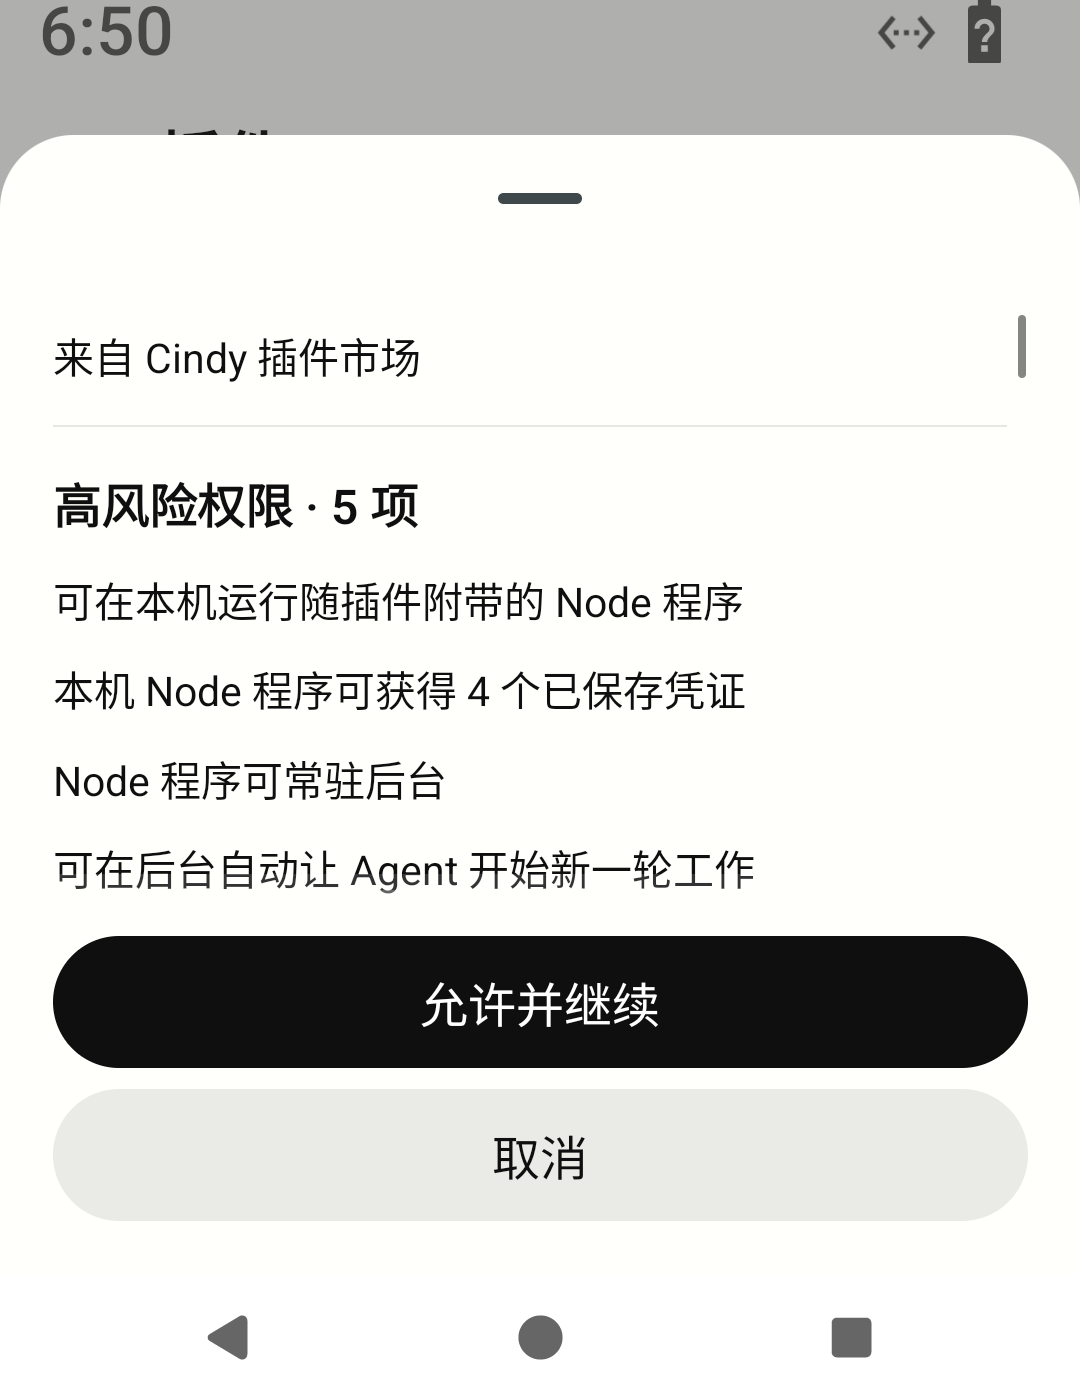 6:50
来自 Cindy 插件市场
高风险权限 · 5 项
可在本机运行随插件附带的 Node 程序
本机 Node 程序可获得 4 个已保存凭证
Node 程序可常驻后台
可在后台自动让 Agent 开始新一轮工作
允许并继续
取消